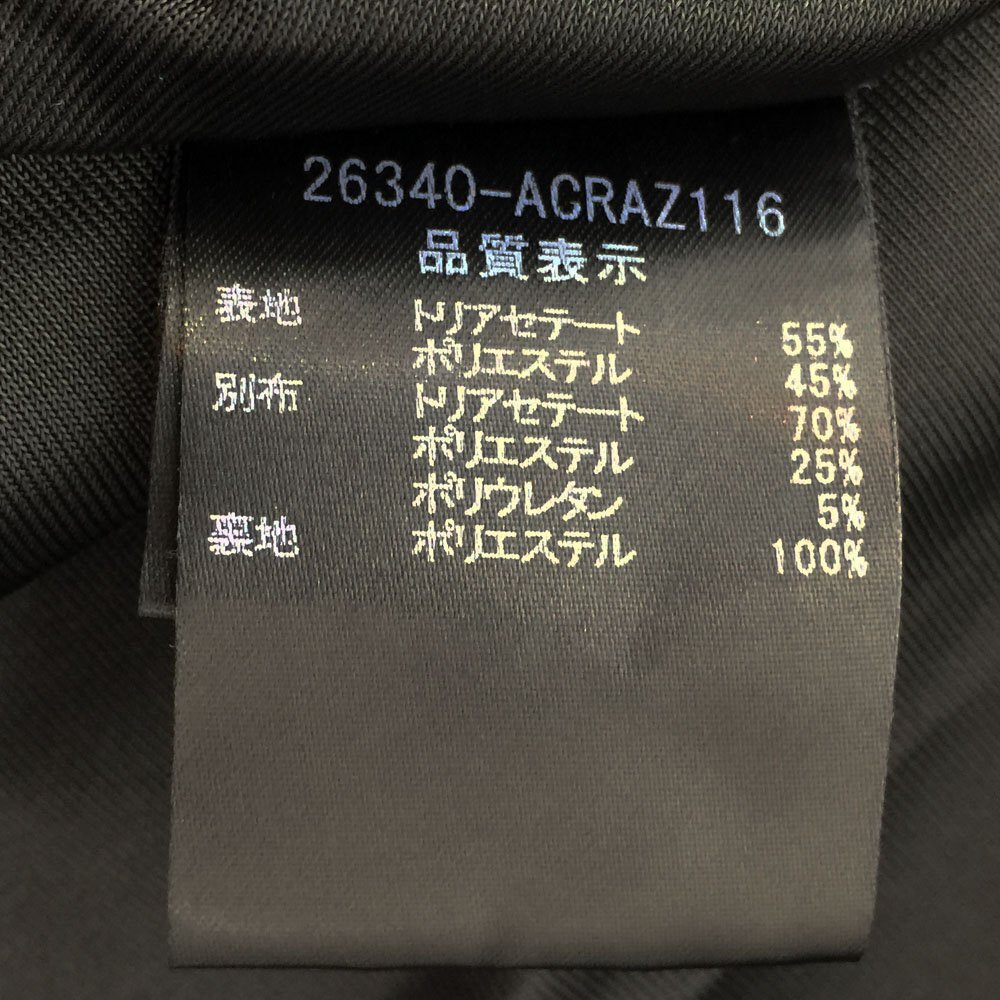 26340-ACRAZ116
品質表示
表地 トリアセテート 55%
ポリエステル 45%
別布 トリアセテート 70%
ポリエステル 25%
ポリウレタン 5%
裏地 ポリエステル 100%